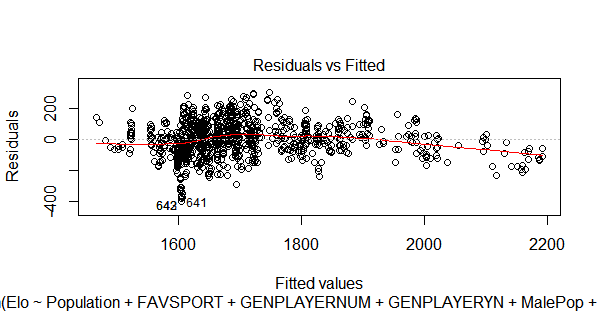 Residuals vs Fitted
Residuals
200
0
-400
641
1600
1800
2000
2200
Fitted values
(Elo ~ Population + FAVSPORT + GENPLAYERNUM + GENPLAYERYN + MalePop +